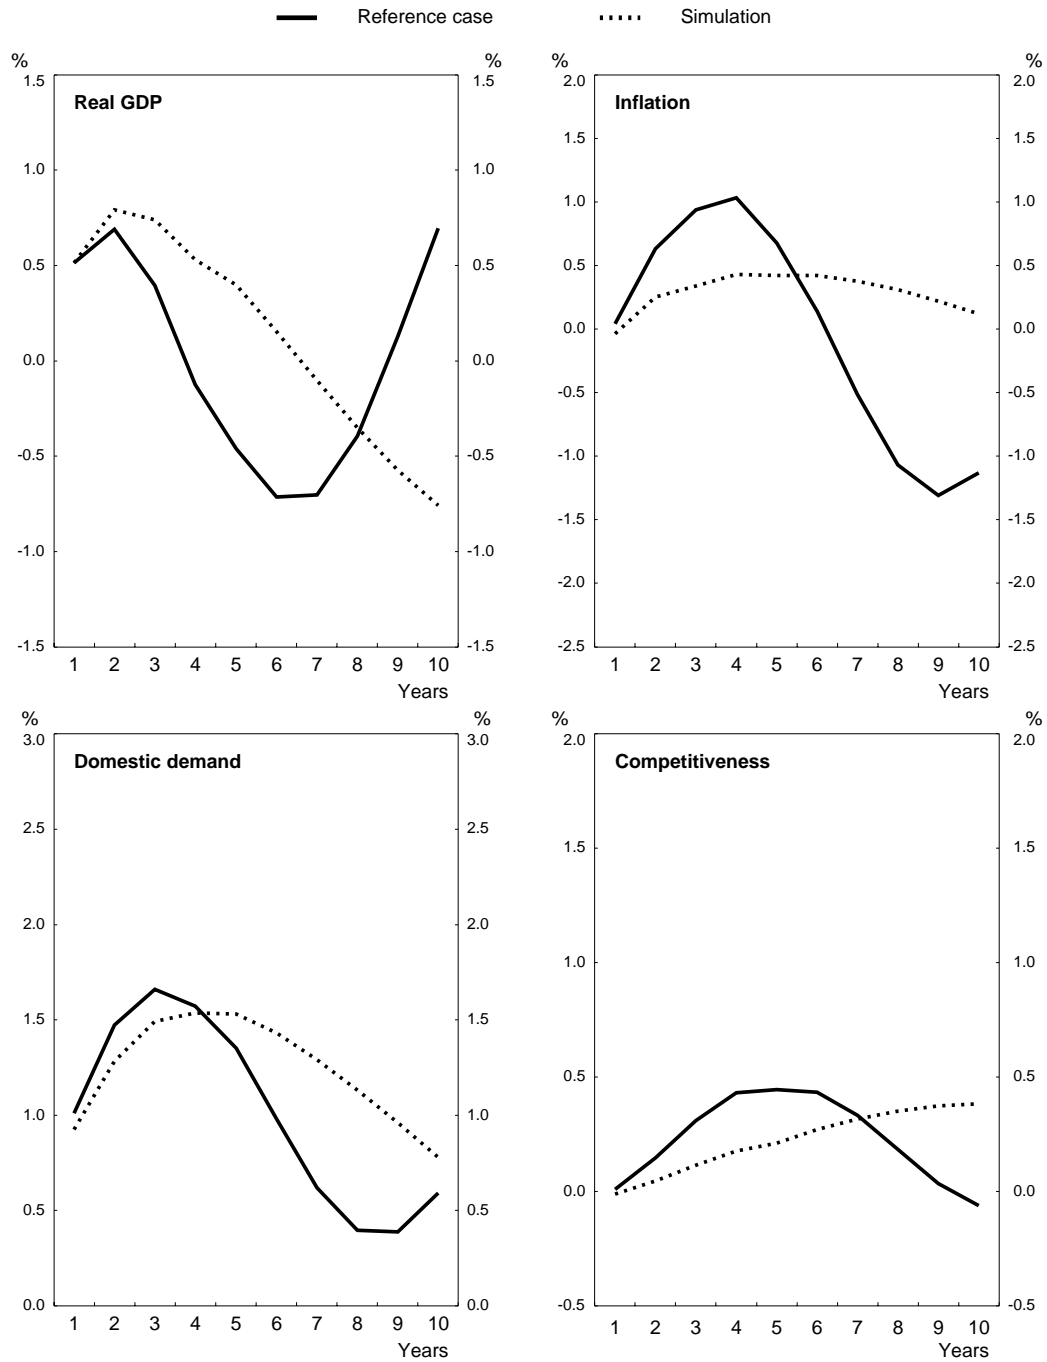 Reference case Simulation
% % % %
1.5 1.5 2.0 2.0
Real GDP Inflation
1.5 1.5
1.0 1.0
1.0 1.0
0.5 0.5 0.5 0.5
0.0 0.0
0.0 0.0
-0.5 -0.5
-0.5 -0.5 -1.0 -1.0
-1.5 -1.5
-1.0 -1.0
-2.0 -2.0
-1.5 -1.5 -2.5 -2.5
1 2 3 4 5 6 7 8 9 10 1 2 3 4 5 6 7 8 9 10
Years Years
% % % %
3.0 3.0 2.0 2.0
Domestic demand Competitiveness
2.5 2.5
1.5 1.5
2.0 2.0
1.0 1.0
1.5 1.5
0.5 0.5
1.0 1.0
0.0 0.0
0.5 0.5
0.0 0.0 -0.5 -0.5
1 2 3 4 5 6 7 8 9 10 1 2 3 4 5 6 7 8 9 10
Years Years